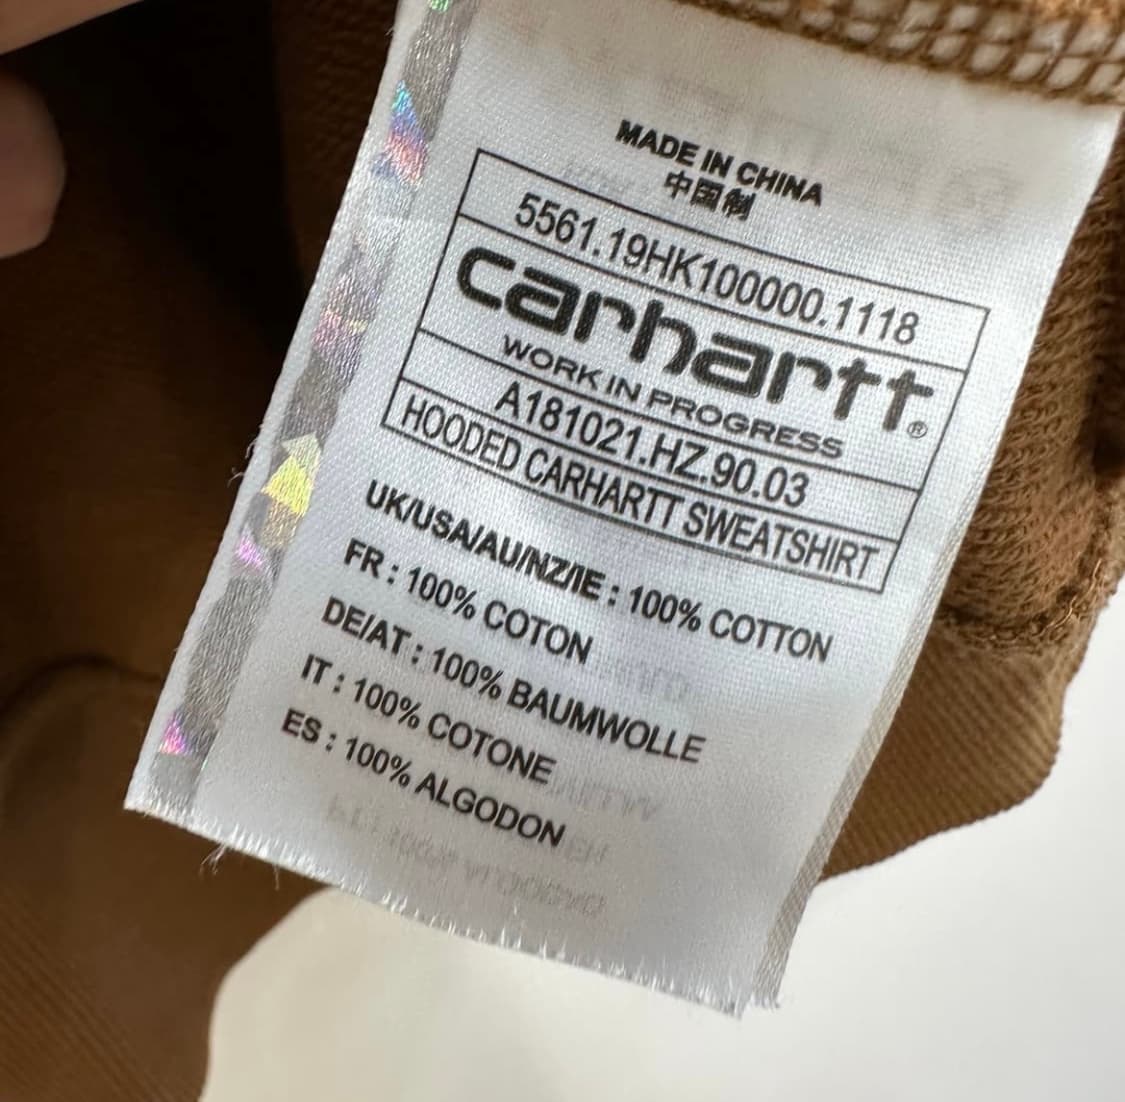 MADE IN CHINA
中国制
5561.19HK100000.1118
carhartt®
WORK IN PROGRESS
A181021.HZ.90.03
HOODED CARHARTT SWEATSHIRT
UK/USA/AU/NZ/IE : 100% COTTON
FR : 100% COTON
DE/AT : 100% BAUMWOLLE
IT : 100% COTONE
ES : 100% ALGODON